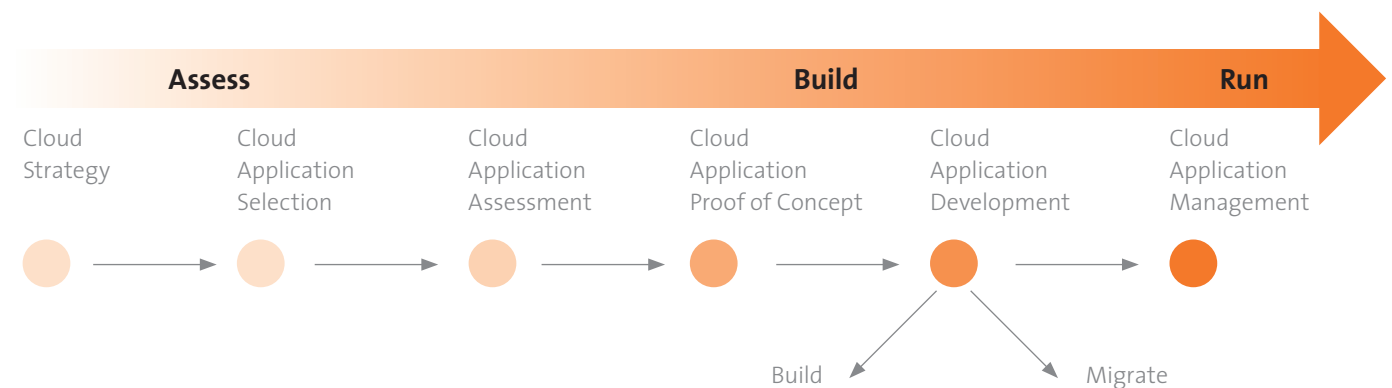 Assess Build Run
Cloud
Strategy
Cloud
Application
Selection
Cloud
Application
Assessment
Cloud
Application
Proof of Concept
Cloud
Application
Development
Cloud
Application
Management
Build
Migrate